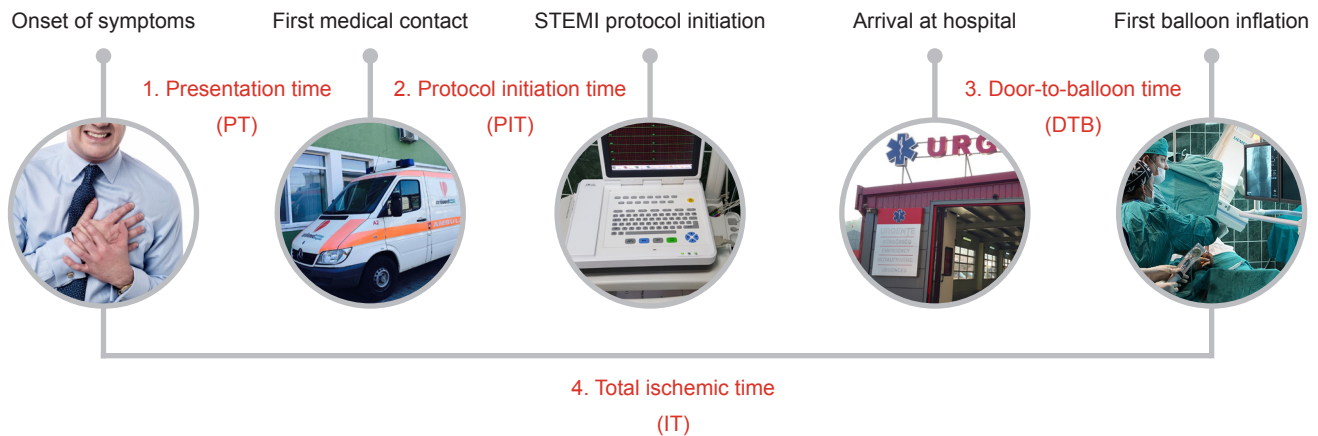 Onset of symptoms
First medical contact
STEMI protocol initiation
Arrival at hospital
First balloon inflation
1. Presentation time
(PT)
2. Protocol initiation time
(PIT)
3. Door-to-balloon time
(DTB)
URG
4. Total ischemic time
(IT)